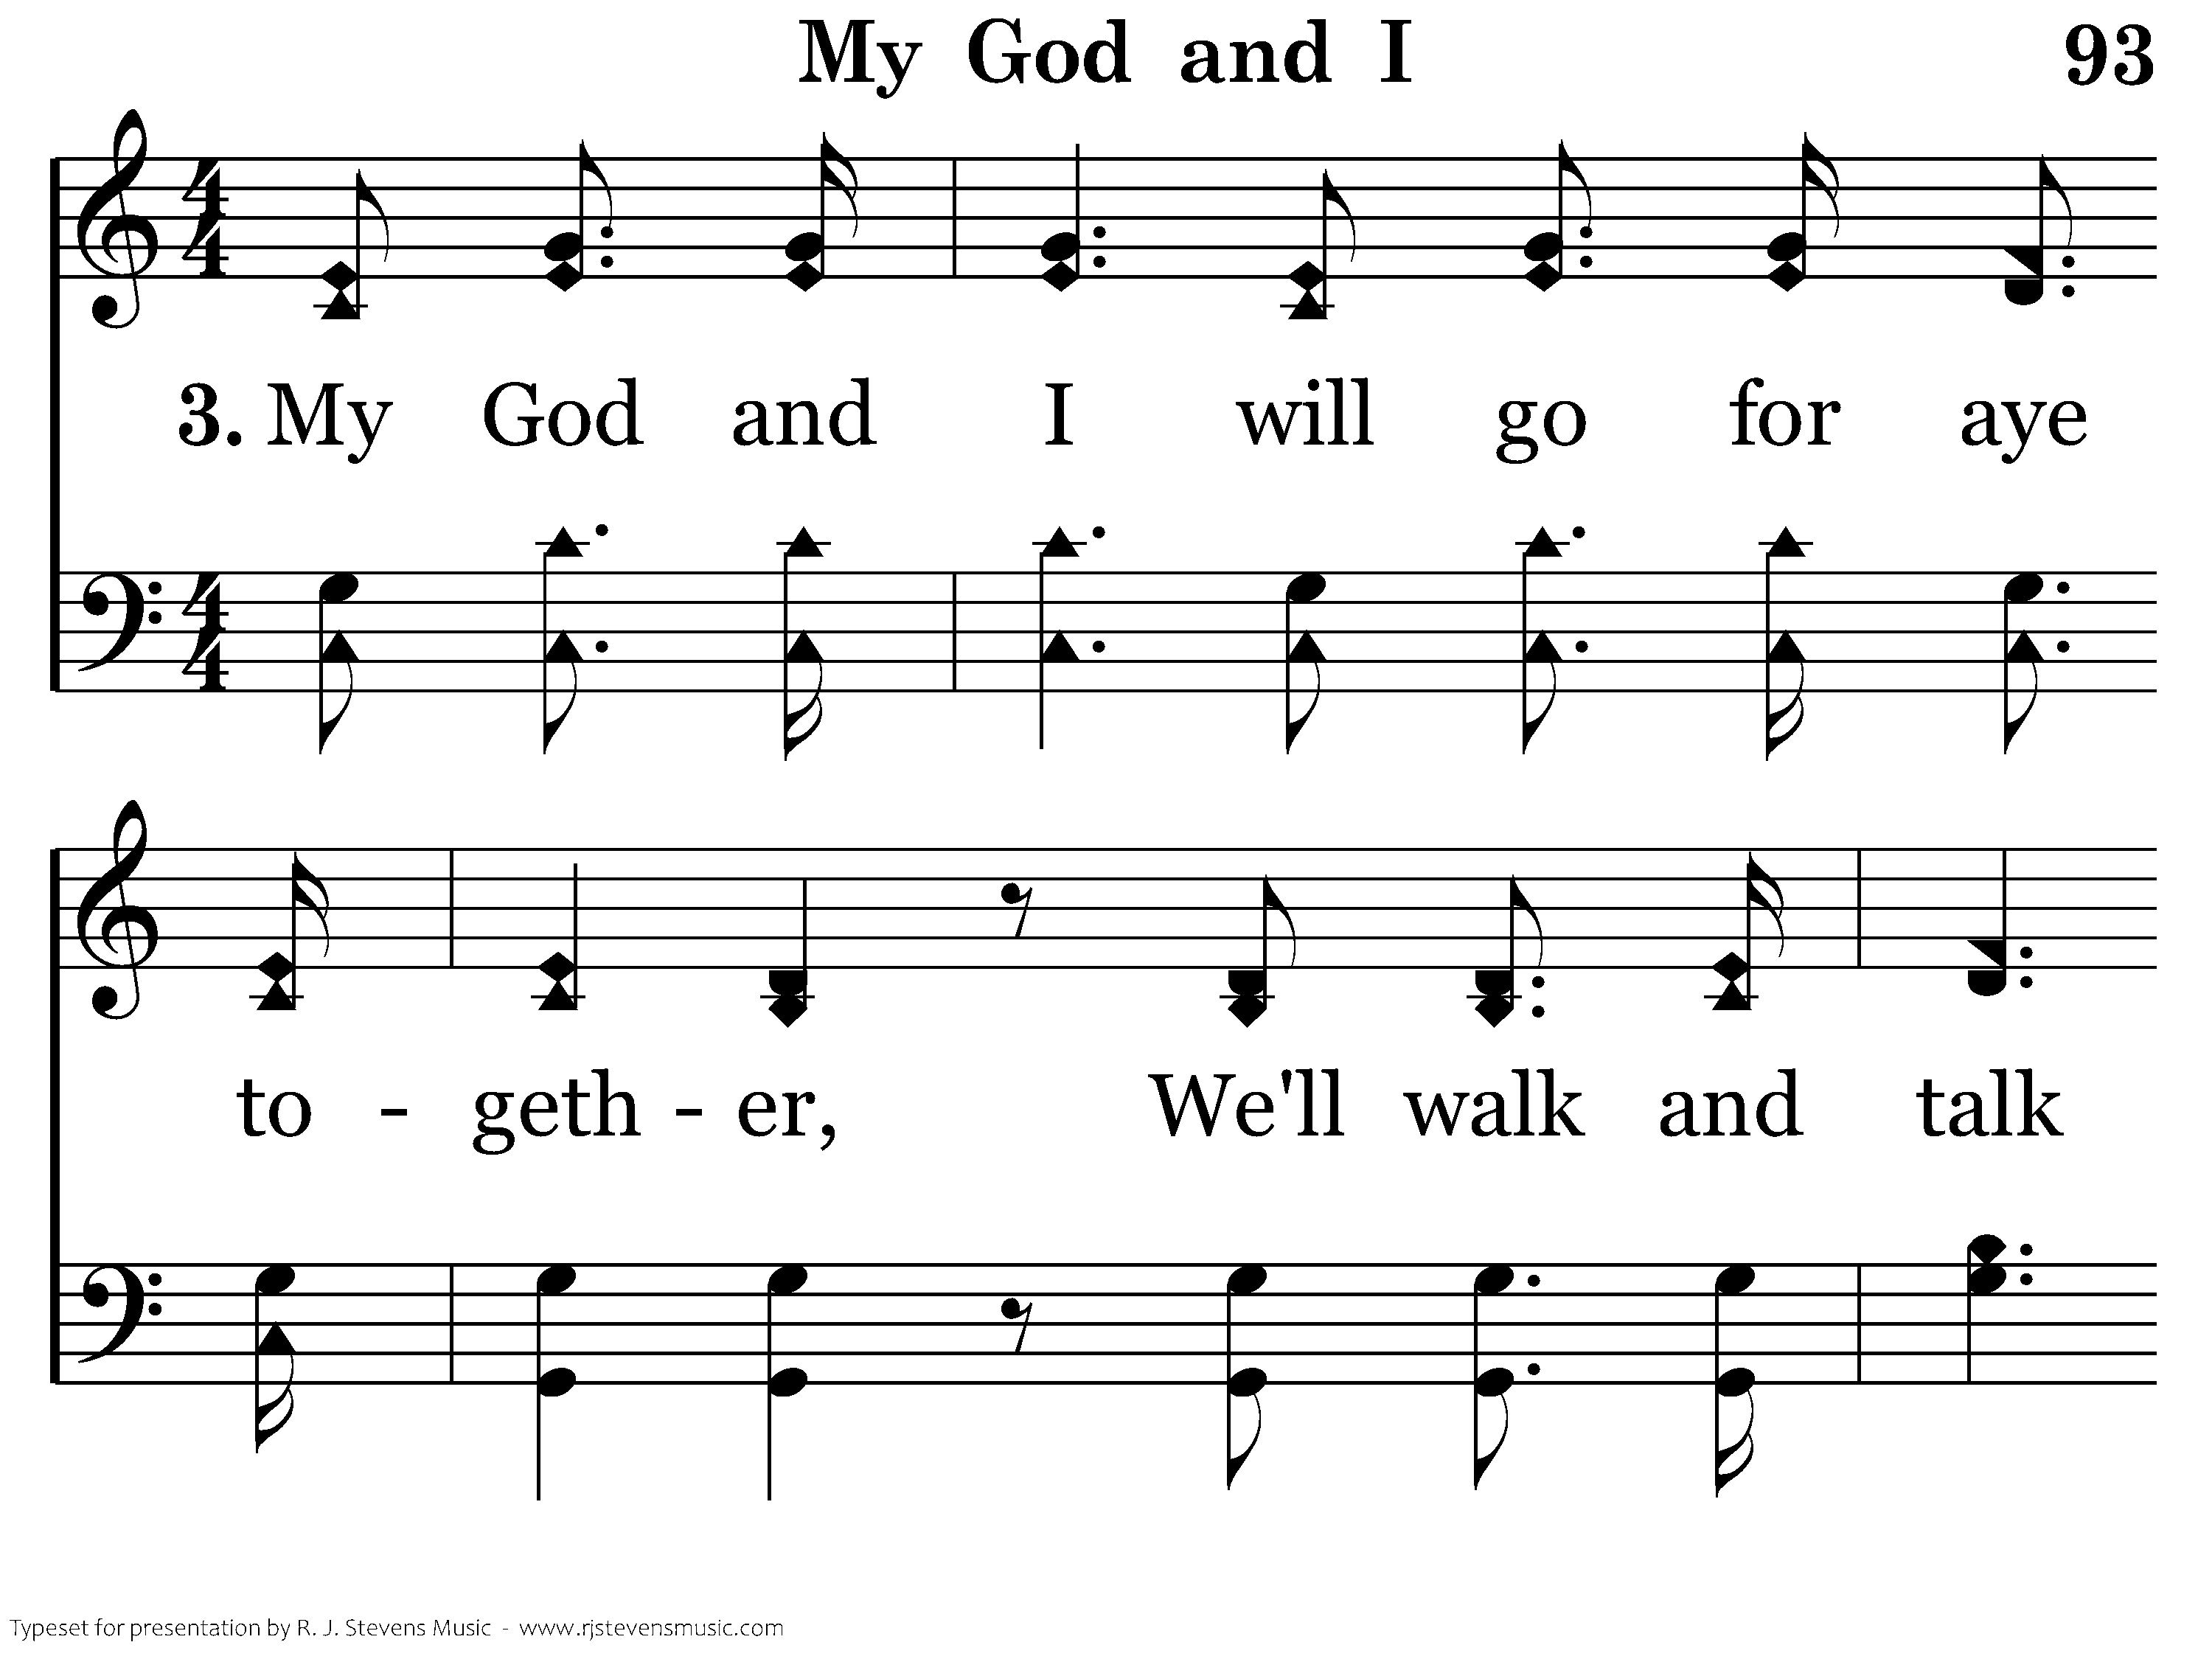 My God and I 93
3. My God and I will go for aye
to - geth - er, We'll walk and talk
Typeset for presentation by R. J. Stevens Music - www.rjstevensmusic.com